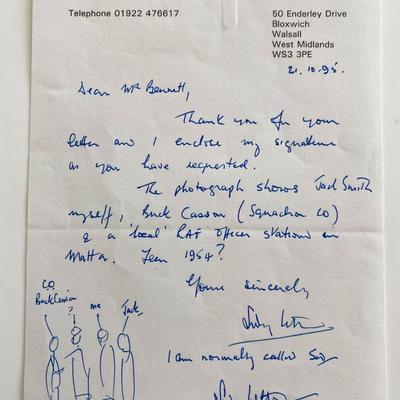 Telephone 01922 476617
50 Enderley Drive
Bloxwich
Walsall
West Midlands
WS3 3PE
21.10.95.
Dear Mr Bennett,
Thank you for your
letter and I enclose my signature
as you have requested.
The photograph shows Jack Smith
myself, Buck Casson (Squadron CO)
& a 'local' RAF officer stationed in
Malta. Year 1954?
Yours sincerely
I am normally called Sid
C.O.
Buck Casson
?
me
Jack